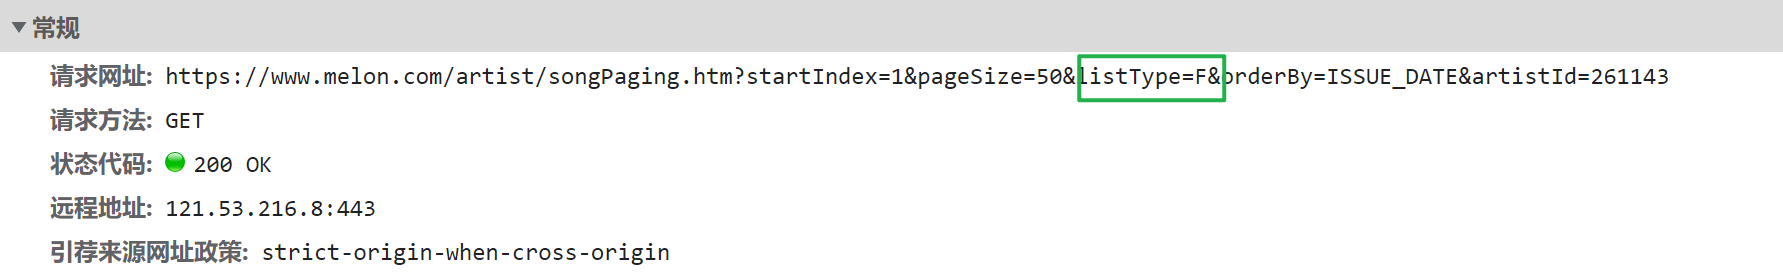 常规
请求网址: https://www.melon.com/artist/songPaging.htm?startIndex=1&pageSize=50&listType=F&orderBy=ISSUE_DATE&artistId=261143
请求方法: GET
状态代码: 200 OK
远程地址: 121.53.216.8:443
引荐来源网址政策: strict-origin-when-cross-origin